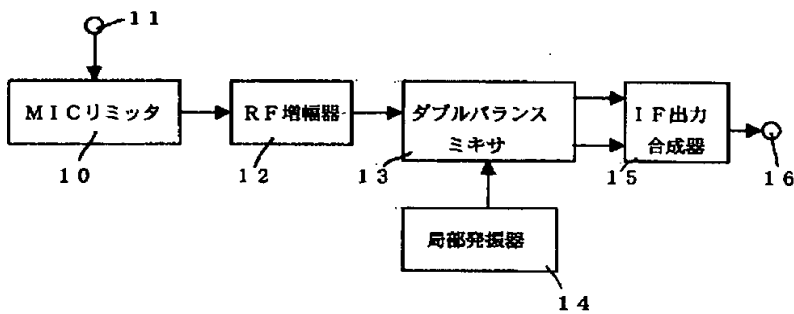 11
MICリミッタ
RF増幅器
ダブルバランス
ミキサ
IF出力
合成器
10
12
13
15
16
局部発振器
14